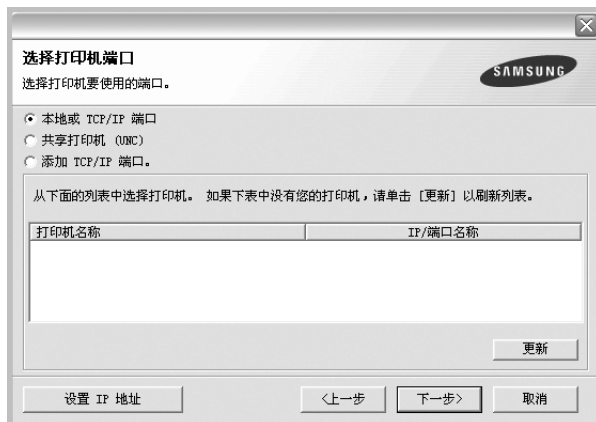 选择打印机端口
选择打印机要使用的端口。
SAMSUNG
本地或 TCP/IP 端口
共享打印机 (UNC)
添加 TCP/IP 端口。
从下面的列表中选择打印机。 如果下表中没有您的打印机，请单击 [更新] 以刷新列表。
打印机名称 IP/端口名称
更新
设置 IP 地址 <上一步 下一步> 取消